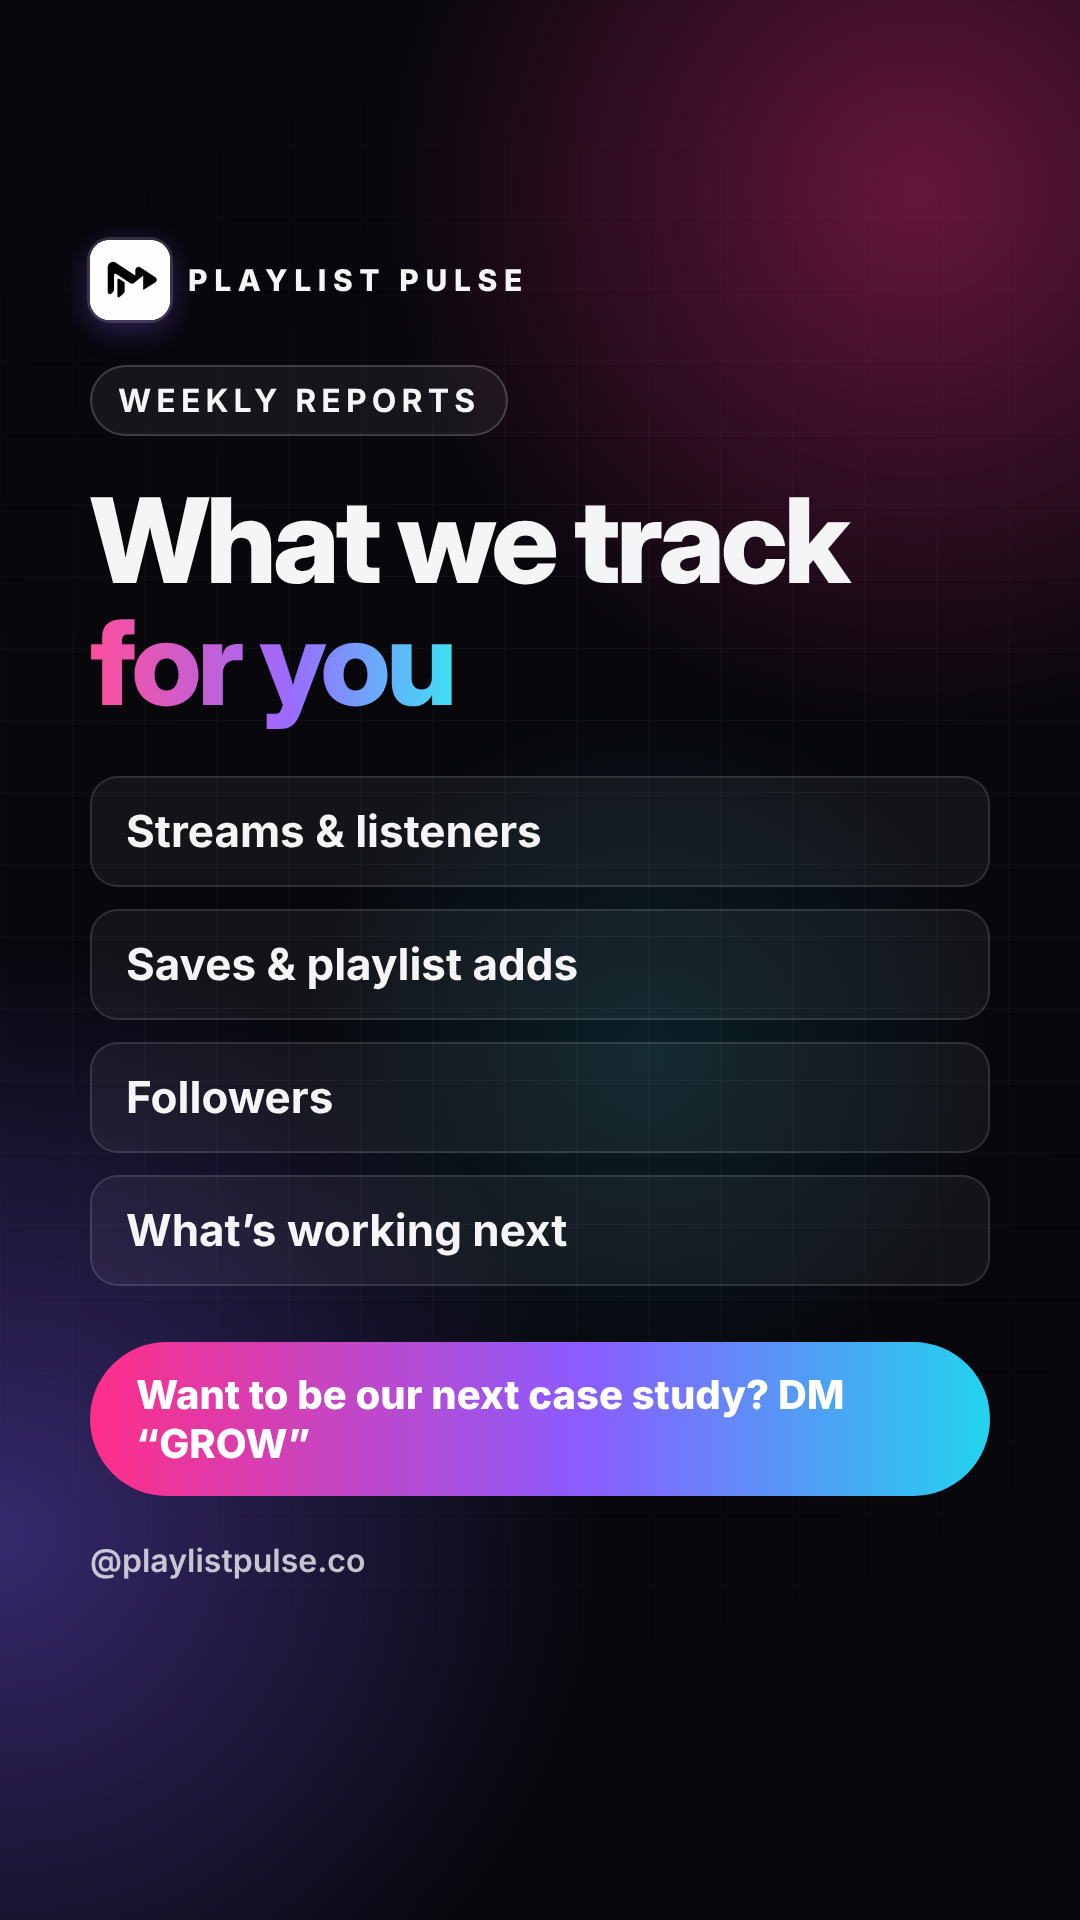 PLAYLIST PULSE
WEEKLY REPORTS
What we track
for you
Streams & listeners
Saves & playlist adds
Followers
What’s working next
Want to be our next case study? DM
“GROW”
@playlistpulse.co